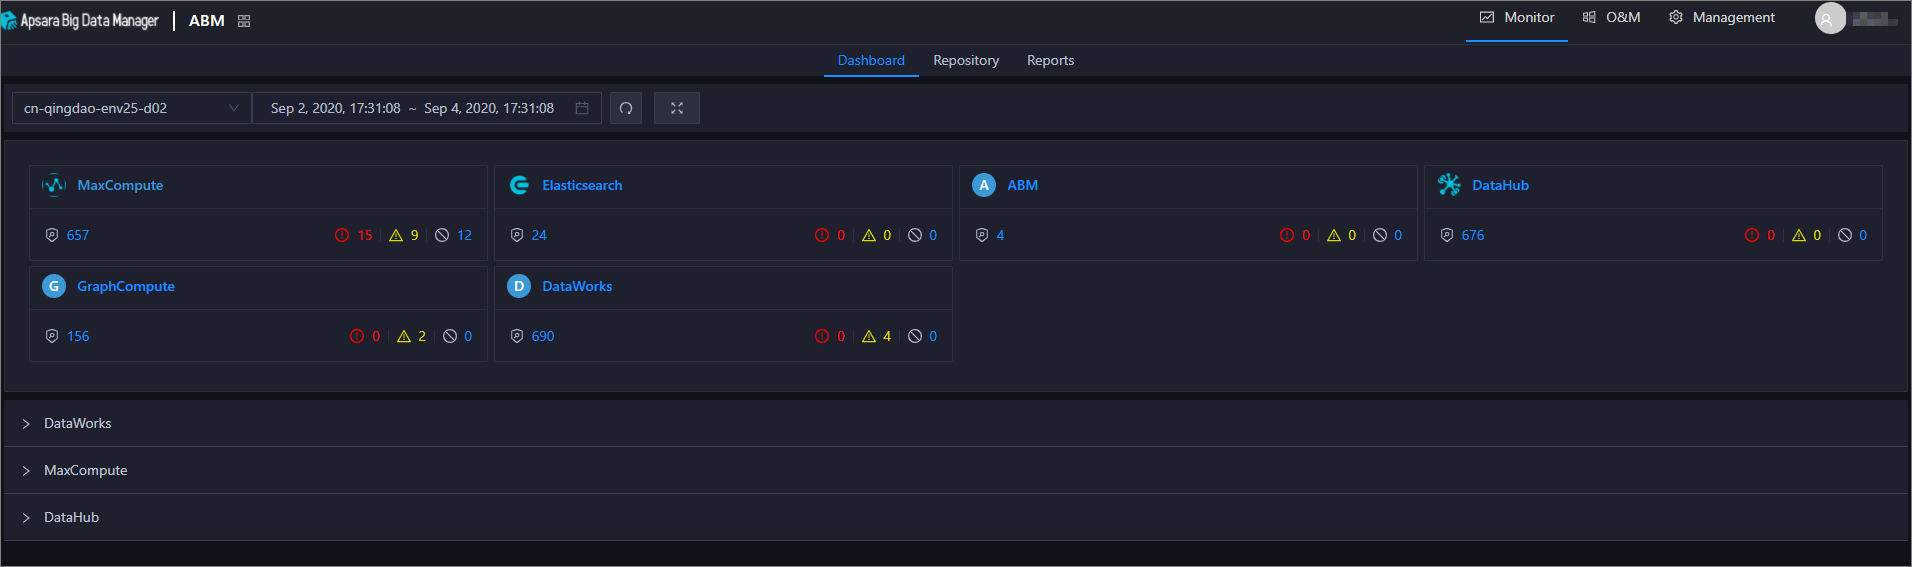 Apsara Big Data Manager | ABM Monitor O&M Management
Dashboard Repository Reports
cn-qingdao-env25-d02 Sep 2, 2020, 17:31:08 ~ Sep 4, 2020, 17:31:08
MaxCompute Elasticsearch A ABM DataHub
657 15 9 12 24 0 0 0 4 0 0 0 676 0 0 0
G GraphCompute D DataWorks
156 0 2 0 690 0 4 0
DataWorks
MaxCompute
DataHub